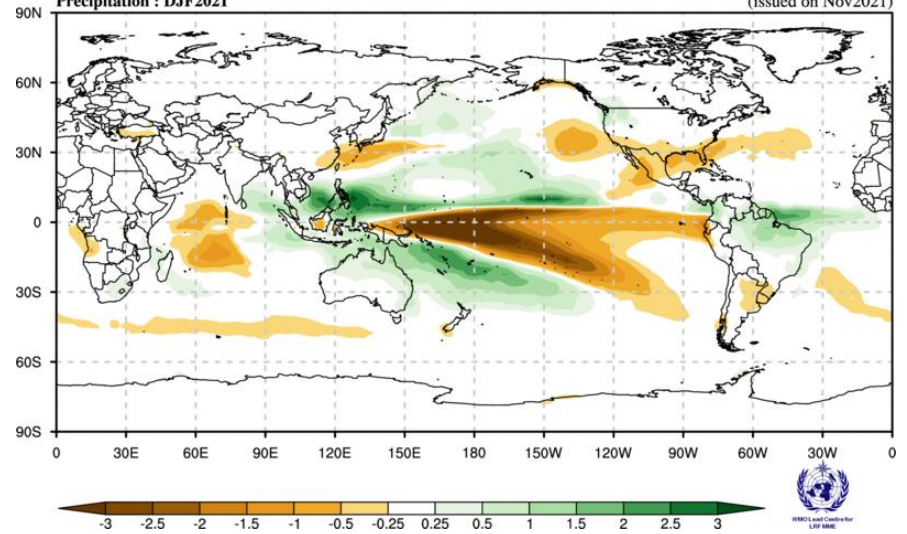 Precipitation : DJF2021 (issued on Nov2021)
90N
60N
30N
0
30S
60S
90S
0 30E 60E 90E 120E 150E 180 150W 120W 90W 60W 30W 0
-3 -2.5 -2 -1.5 -1 -0.5 -0.25 0.25 0.5 1 1.5 2 2.5 3
WMO Lead Centre for
LRF MME